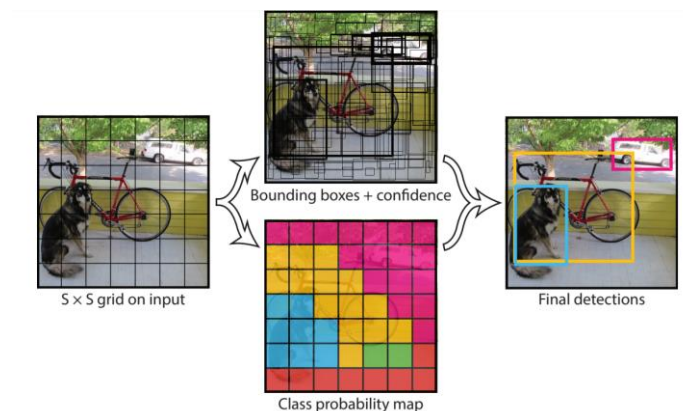 Bounding boxes + confidence
S × S grid on input
Final detections
Class probability map